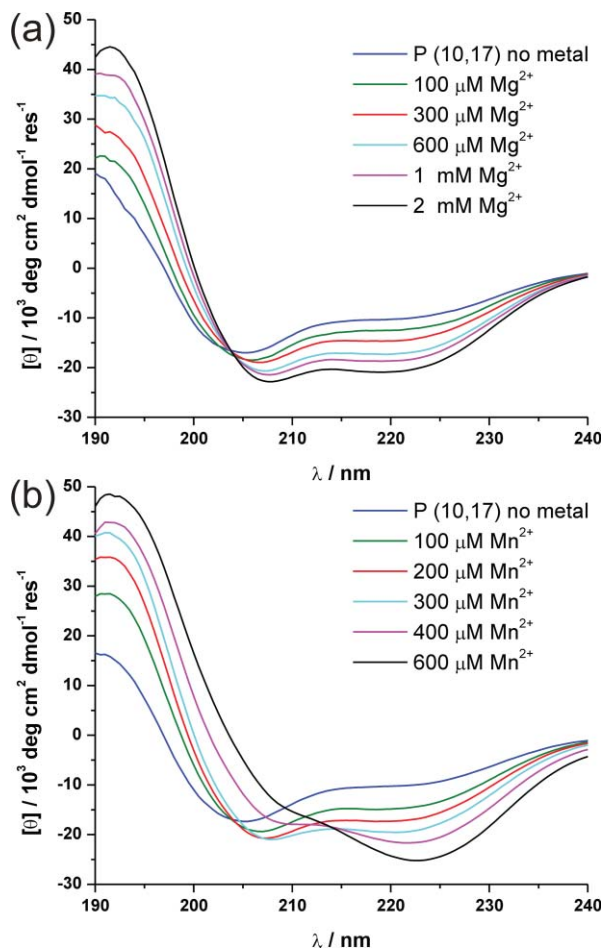 (a)
50
40
30
20
10
0
-10
-20
-30
[θ] / 10³ deg cm² dmol⁻¹ res⁻¹
P (10,17) no metal
100 μM Mg²⁺
300 μM Mg²⁺
600 μM Mg²⁺
1 mM Mg²⁺
2 mM Mg²⁺
190 200 210 220 230 240
λ / nm
(b)
50
40
30
20
10
0
-10
-20
-30
[θ] / 10³ deg cm² dmol⁻¹ res⁻¹
P (10,17) no metal
100 μM Mn²⁺
200 μM Mn²⁺
300 μM Mn²⁺
400 μM Mn²⁺
600 μM Mn²⁺
190 200 210 220 230 240
λ / nm